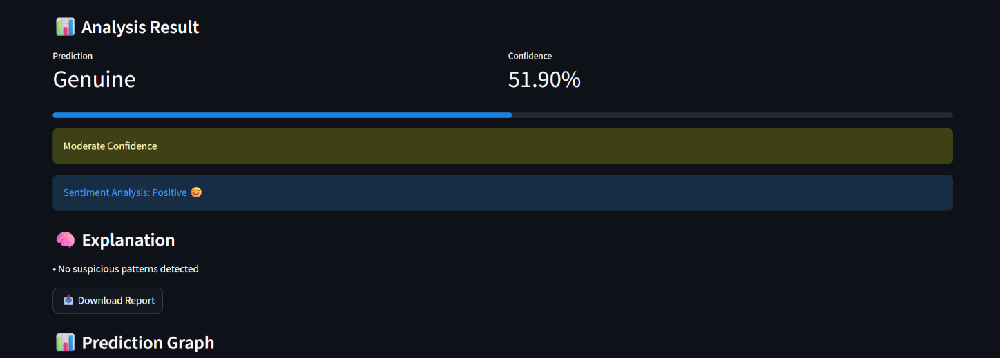 📊 Analysis Result
Prediction
Genuine
Confidence
51.90%
Moderate Confidence
Sentiment Analysis: Positive 😊
🧠 Explanation
• No suspicious patterns detected
📥 Download Report
📊 Prediction Graph